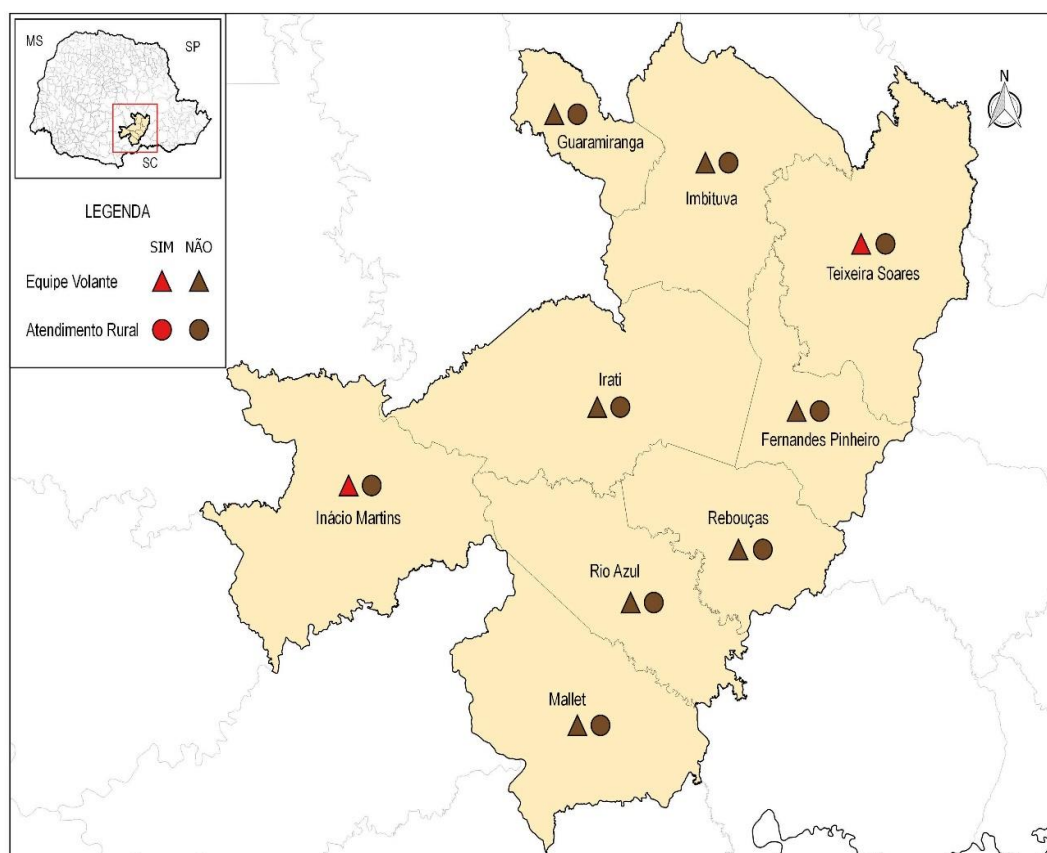 MS
SP
SC
LEGENDA
SIM NÃO
Equipe Volante
Atendimento Rural
N
Guaramiranga
Imbituva
Teixeira Soares
Irati
Fernandes Pinheiro
Inácio Martins
Rebouças
Rio Azul
Mallet